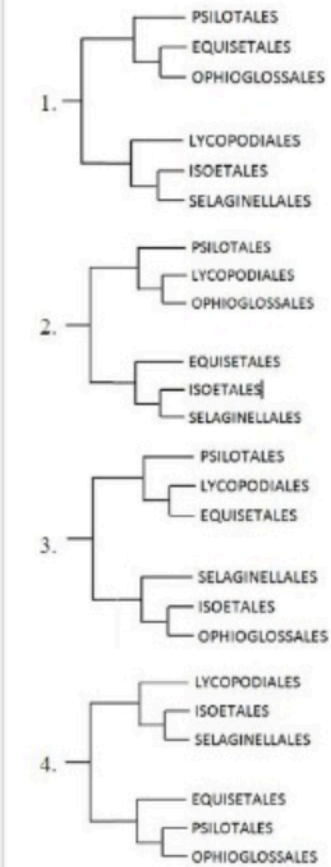 PSILOTALES
EQUISETALES
OPHIOGLOSSALES
1.
LYCOPODIALES
ISOETALES
SELAGINELLALES
PSILOTALES
LYCOPODIALES
OPHIOGLOSSALES
2.
EQUISETALES
ISOETALES
SELAGINELLALES
PSILOTALES
LYCOPODIALES
EQUISETALES
3.
SELAGINELLALES
ISOETALES
OPHIOGLOSSALES
LYCOPODIALES
ISOETALES
SELAGINELLALES
4.
EQUISETALES
PSILOTALES
OPHIOGLOSSALES